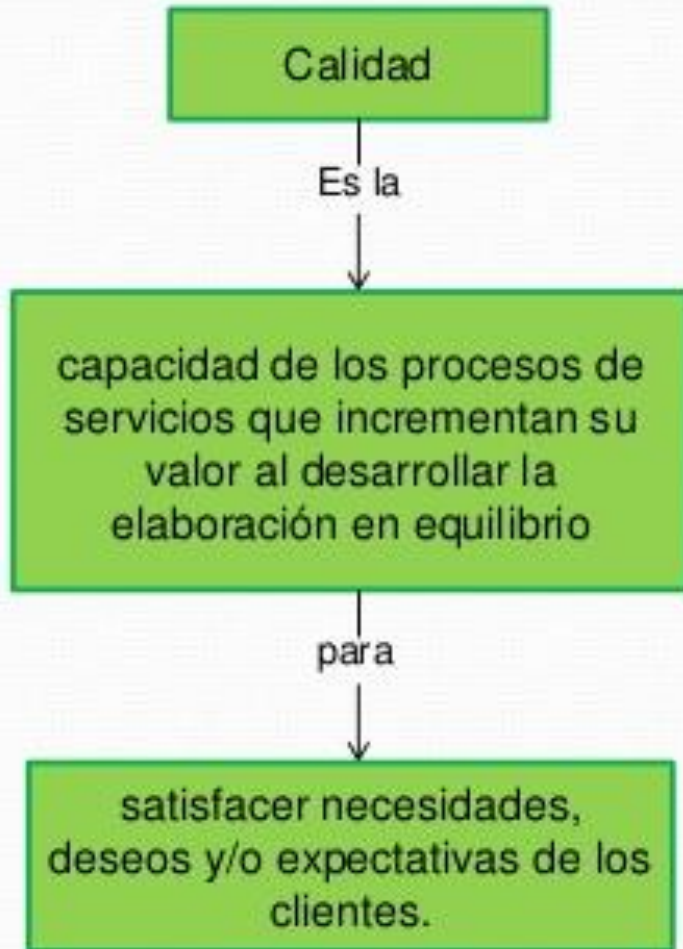 Calidad
Es la
capacidad de los procesos de
servicios que incrementan su
valor al desarrollar la
elaboración en equilibrio
para
satisfacer necesidades,
deseos y/o expectativas de los
clientes.